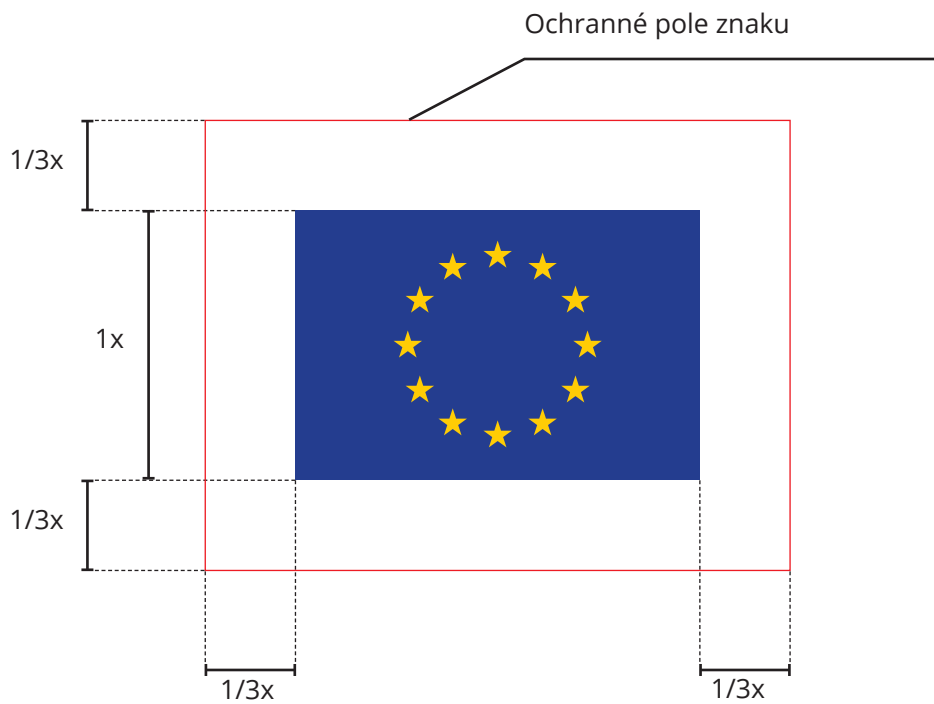 Ochranné pole znaku
1/3x
1x
1/3x
1/3x
1/3x